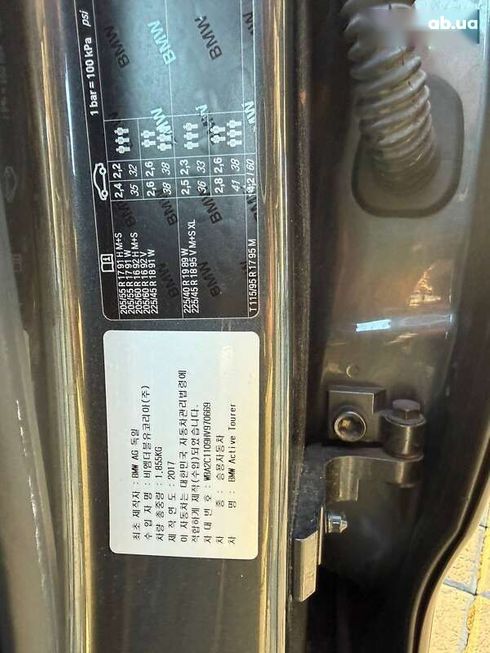 ab.ua
1 bar = 100 kPa psi
BMW BMW BMW
2,4 2,2 2,6 2,6
35 32 38 38
205/55 R 17 91 H M+S
205/55 R 17 91 W
205/60 R 16 92 H M+S
205/60 R 16 92 V
225/45 R 18 91 W
2,5 2,3 2,8 2,6
36 33 41 38
225/40 R 19 89 W
225/45 R 18 95 V M+S XL
T 115/95 R 17 95 M
4,2 / 60
최초 제작자 : BMW AG 독일
수 입 자 명 : 비엠더블유코리아(주)
차량 총중량 : 1,855KG
제 작 연 도 : 2017
이 자동차는 대한민국 자동차관리법령에
적합하게 제작(수입)되었습니다.
차 대 번 호 : WBA2C1109HV970669
차 종 : 승용자동차
차 명 : BMW Active Tourer